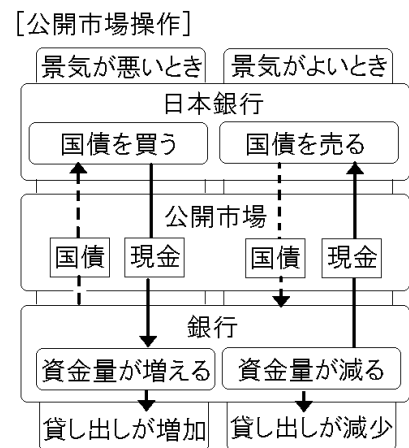 [公開市場操作]
景気が悪いとき 景気がよいとき
日本銀行
国債を買う 国債を売る
公開市場
国債 現金 国債 現金
銀行
資金量が増える 資金量が減る
貸し出しが増加 貸し出しが減少